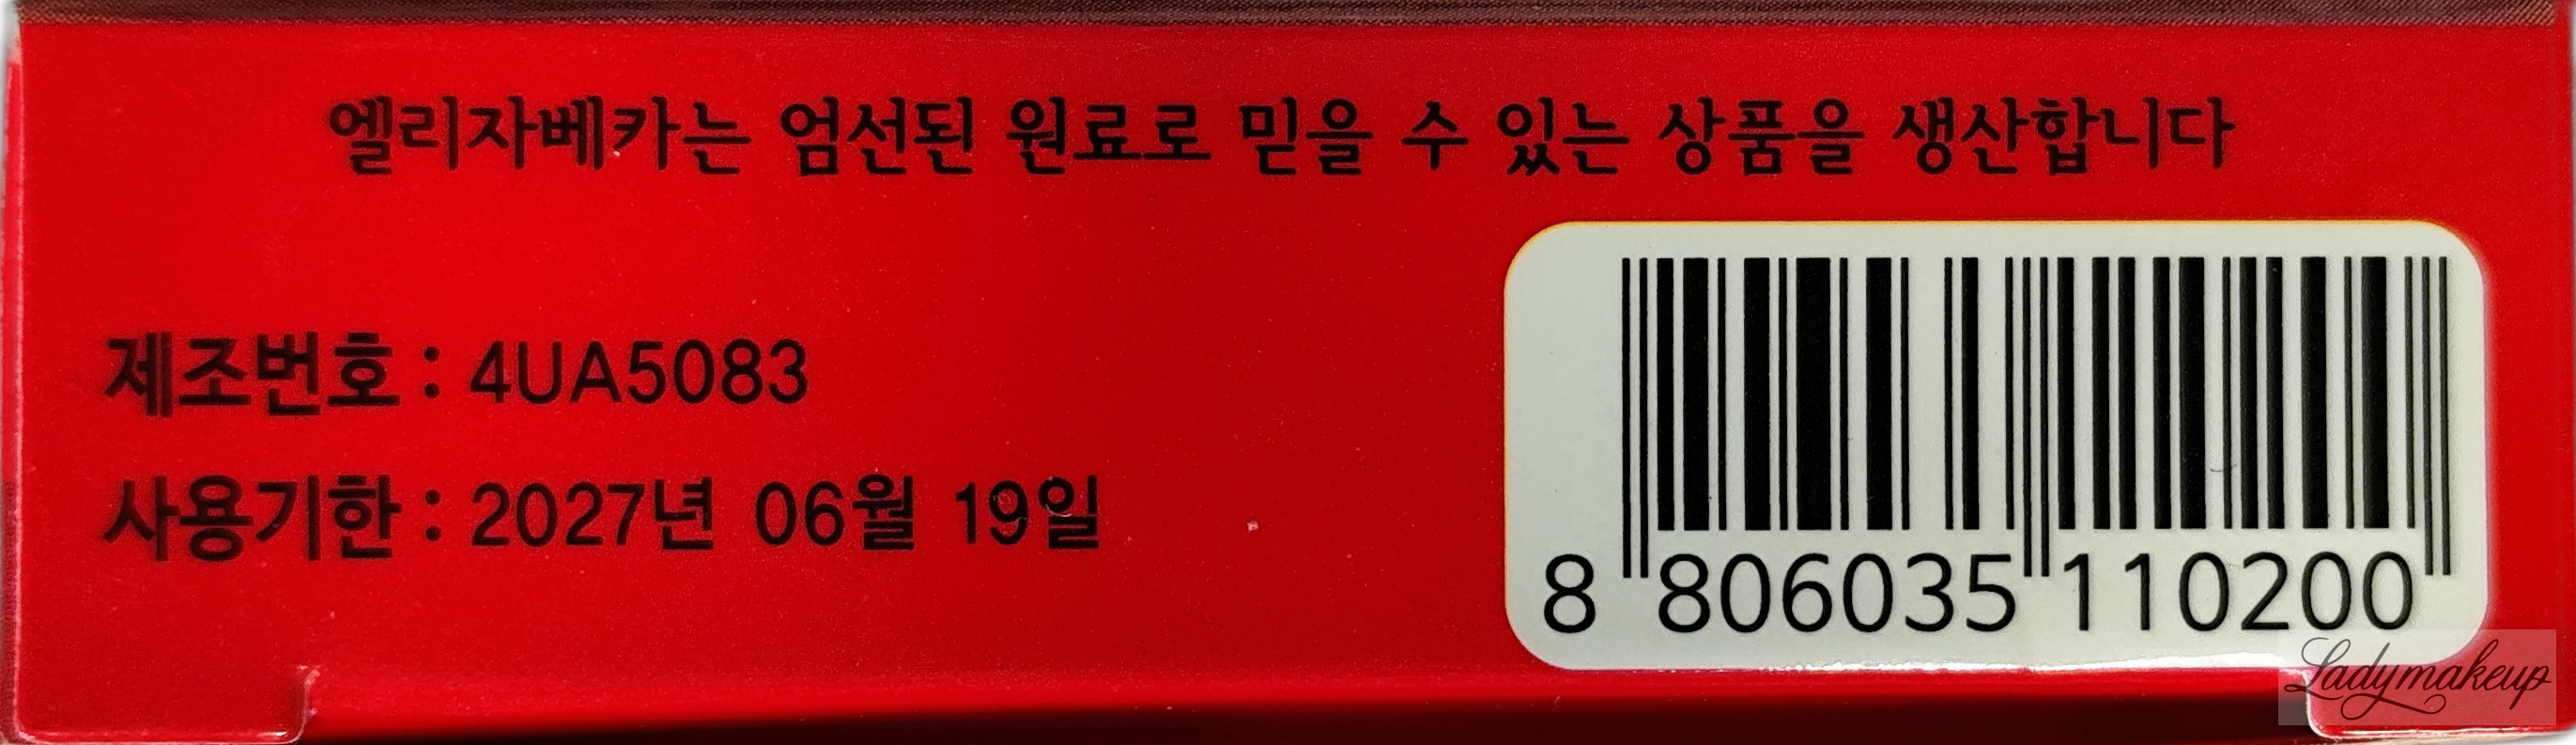 엘리자베카는 엄선된 원료로 믿을 수 있는 상품을 생산합니다
제조번호 : 4UA5083
사용기한 : 2027년 06월 19일
8 806035 110200
Ladymakeup